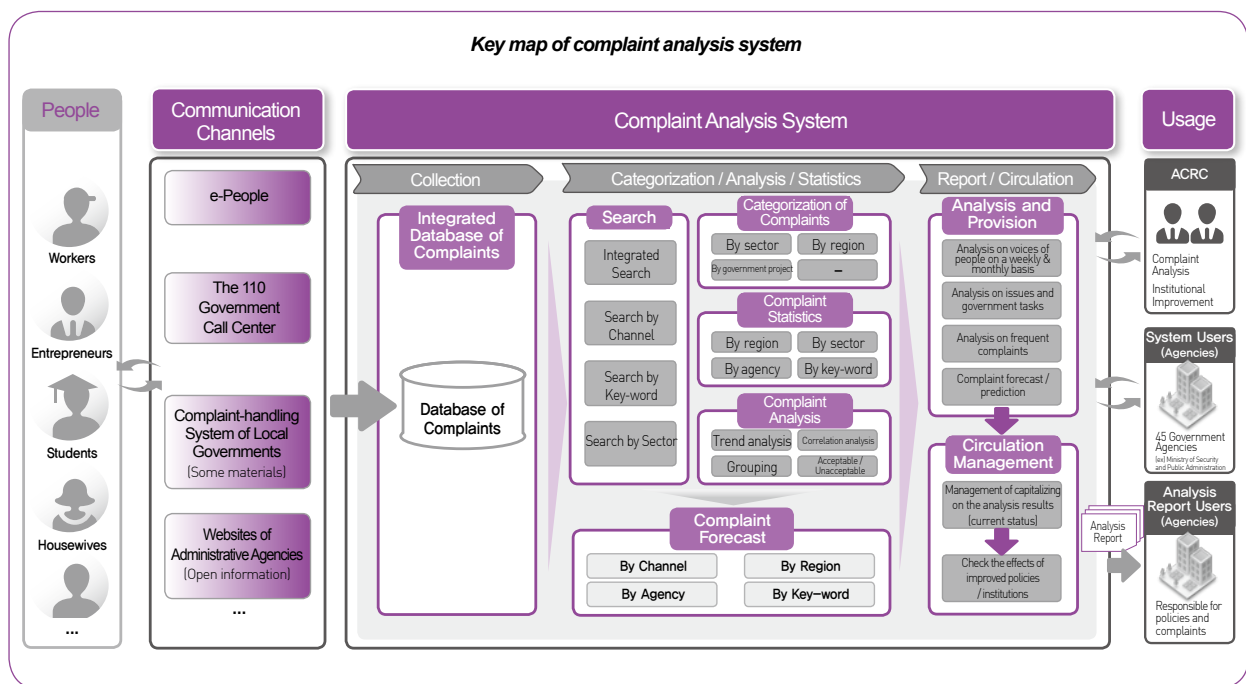 Key map of complaint analysis system
People
Workers
Entrepreneurs
Students
Housewives
...
Communication
Channels
e-People
The 110
Government
Call Center
Complaint-handling
System of Local
Governments
(Some materials)
Websites of
Administrative Agencies
(Open information)
...
Complaint Analysis System
Collection
Integrated
Database of
Complaints
Database of
Complaints
Categorization / Analysis / Statistics
Search
Integrated
Search
Search by
Channel
Search by
Key-word
Search by Sector
Categorization of
Complaints
By sector
By region
By government project
–
Complaint
Statistics
By region
By sector
By agency
By key-word
Complaint
Analysis
Trend analysis
Correlation analysis
Grouping
Acceptable /
Unacceptable
Complaint
Forecast
By Channel
By Region
By Agency
By Key-word
Report / Circulation
Analysis and
Provision
Analysis on voices of
people on a weekly &
monthly basis
Analysis on issues and
government tasks
Analysis on frequent
complaints
Complaint forecast /
prediction
Circulation
Management
Management of capitalizing
on the analysis results
(current status)
Check the effects of
improved policies
/ institutions
Analysis
Report
Usage
ACRC
Complaint
Analysis
Institutional
Improvement
System Users
(Agencies)
45 Government
Agencies
(ex) Ministry of Security
and Public Administration
Analysis
Report Users
(Agencies)
Responsible for
policies and
complaints